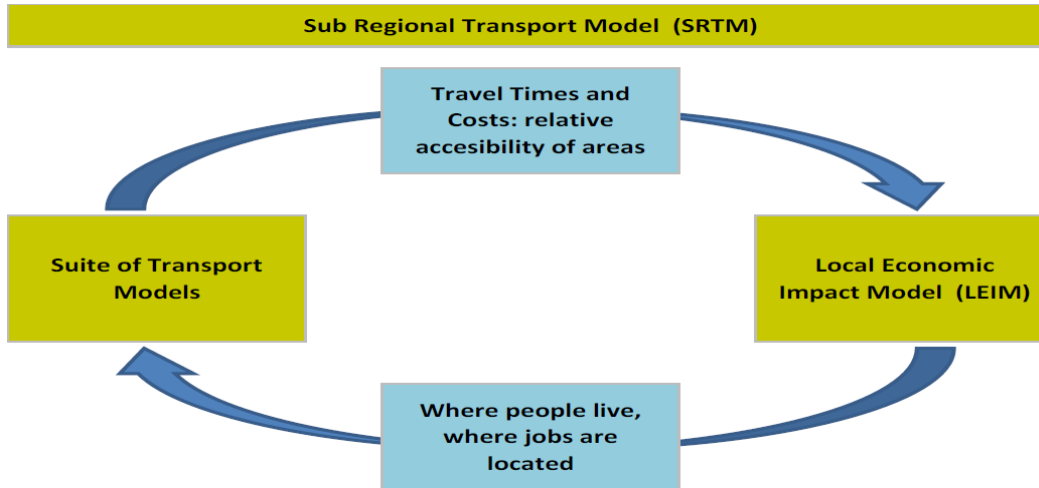 Sub Regional Transport Model  (SRTM)
Travel Times and
Costs: relative
accesibility of areas
Suite of Transport
Models
Local Economic
Impact Model  (LEIM)
Where people live,
where jobs are
located